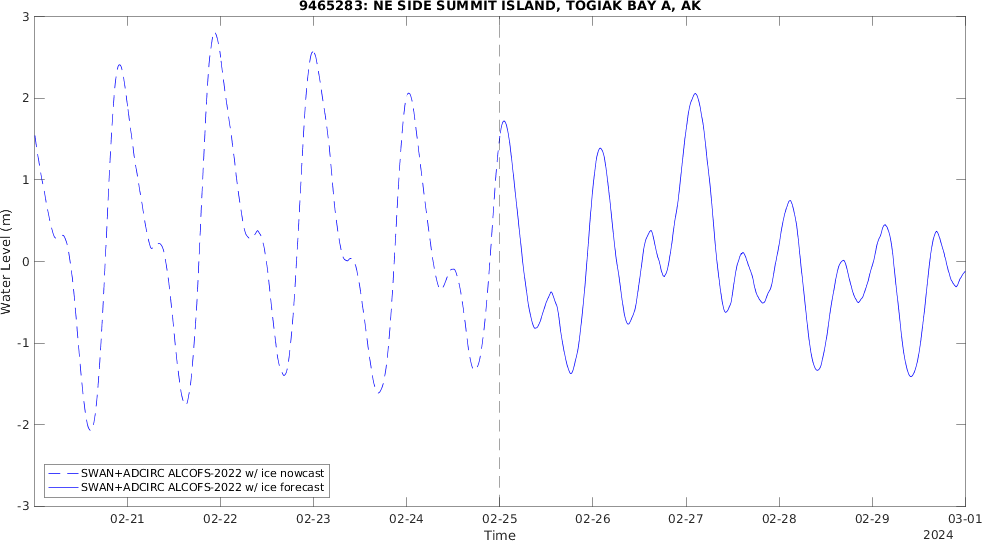 9465283: NE SIDE SUMMIT ISLAND, TOGIAK BAY A, AK
Water Level (m)
3
2
1
0
-1
-2
-3
SWAN+ADCIRC ALCOFS-2022 w/ ice nowcast
SWAN+ADCIRC ALCOFS-2022 w/ ice forecast
02-21 02-22 02-23 02-24 02-25 02-26 02-27 02-28 02-29 03-01
Time
2024